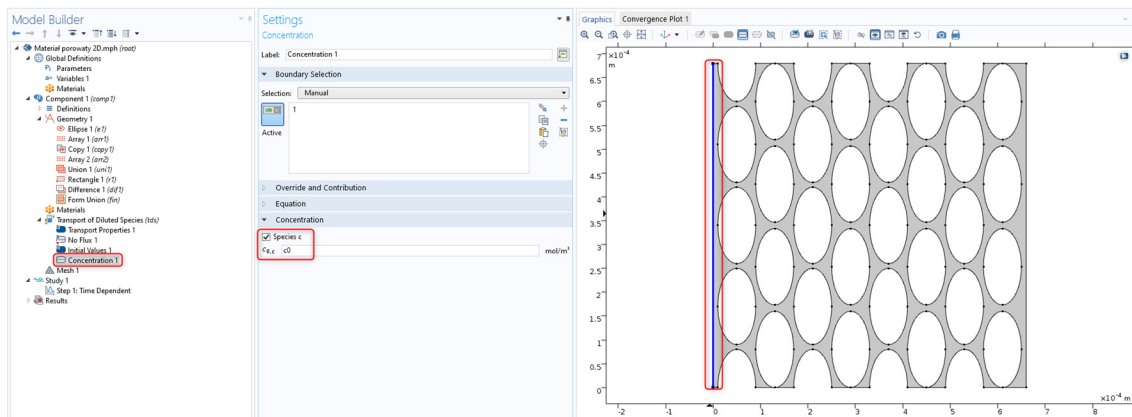 Model Builder
Material porowaty 2D.mph (root)
Global Definitions
Pi Parameters
a= Variables 1
Materials
Component 1 (comp1)
Definitions
Geometry 1
Ellipse 1 (e1)
Array 1 (arr1)
Copy 1 (copy1)
Array 2 (arr2)
Union 1 (uni1)
Rectangle 1 (r1)
Difference 1 (dif1)
Form Union (fin)
Materials
Transport of Diluted Species (tds)
Transport Properties 1
No Flux 1
Initial Values 1
Concentration 1
Mesh 1
Study 1
Step 1: Time Dependent
Results
Settings
Concentration
Label: Concentration 1
Boundary Selection
Selection: Manual
1
Active
Override and Contribution
Equation
Concentration
Species c
c0,c c0 mol/m³
Graphics Convergence Plot 1
×10⁻⁴
m
7
6.5
6
5.5
5
4.5
4
3.5
3
2.5
2
1.5
1
0.5
0
-2 -1 0 1 2 3 4 5 6 7 8
×10⁻⁴ m